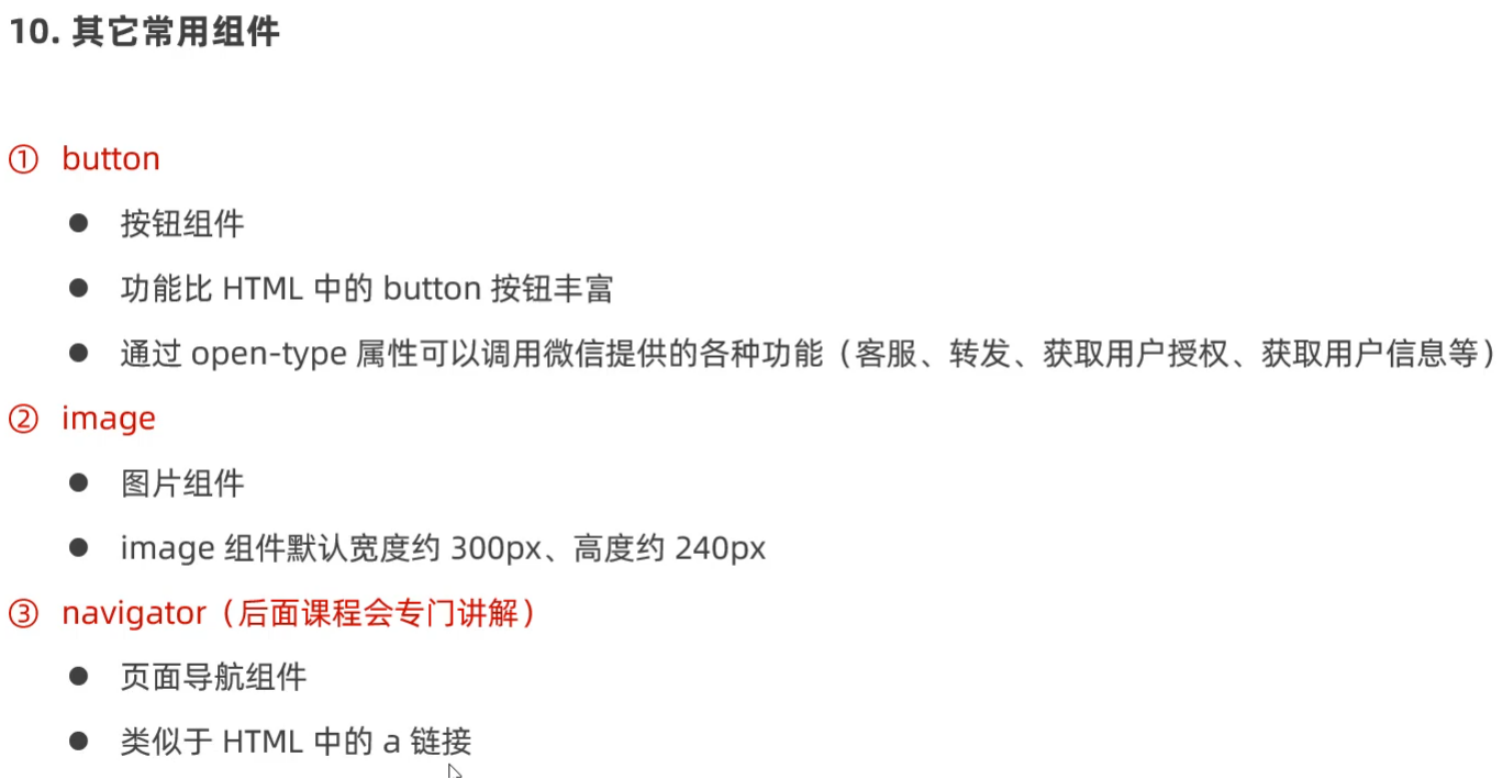 10. 其它常用组件
① button
● 按钮组件
● 功能比 HTML 中的 button 按钮丰富
● 通过 open-type 属性可以调用微信提供的各种功能（客服、转发、获取用户授权、获取用户信息等）
② image
● 图片组件
● image 组件默认宽度约 300px、高度约 240px
③ navigator（后面课程会专门讲解）
● 页面导航组件
● 类似于 HTML 中的 a 链接